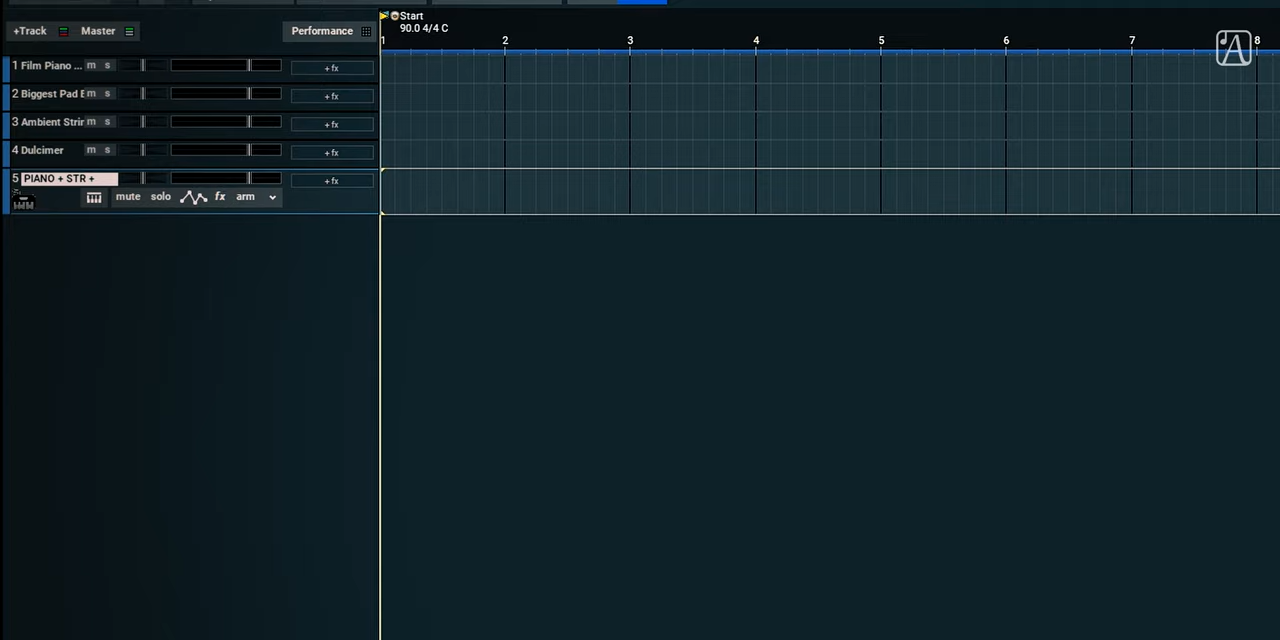 Start
+Track Master Performance
90.0 4/4 C
1 2 3 4 5 6 7 8
1 Film Piano ... m s +fx
2 Biggest Pad m s +fx
3 Ambient Strin m s +fx
4 Dulcimer m s +fx
5 PIANO + STR + +fx
mute solo fx arm
A